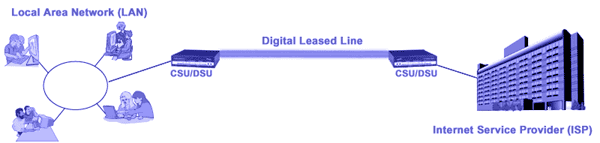 Local Area Network (LAN)
Digital Leased Line
CSU/DSU
CSU/DSU
Internet Service Provider (ISP)